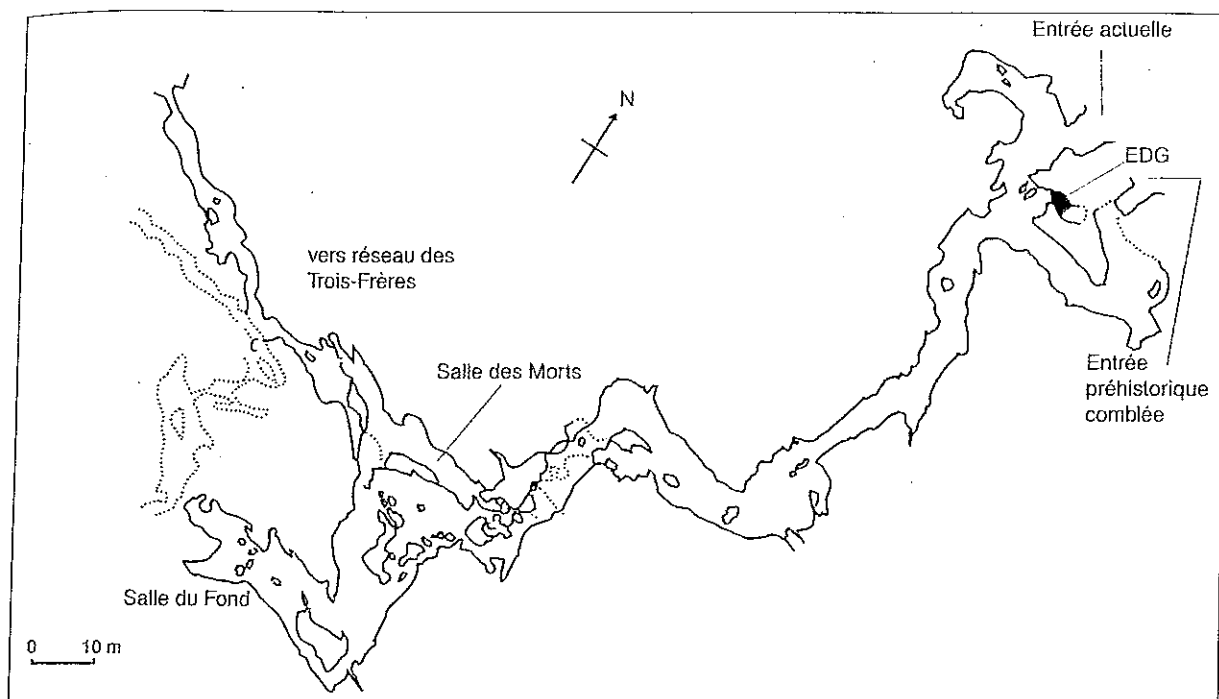 Entrée actuelle
N
EDG
vers réseau des
Trois-Frères
Salle des Morts
Entrée
préhistorique
comblée
Salle du Fond
0 10 m